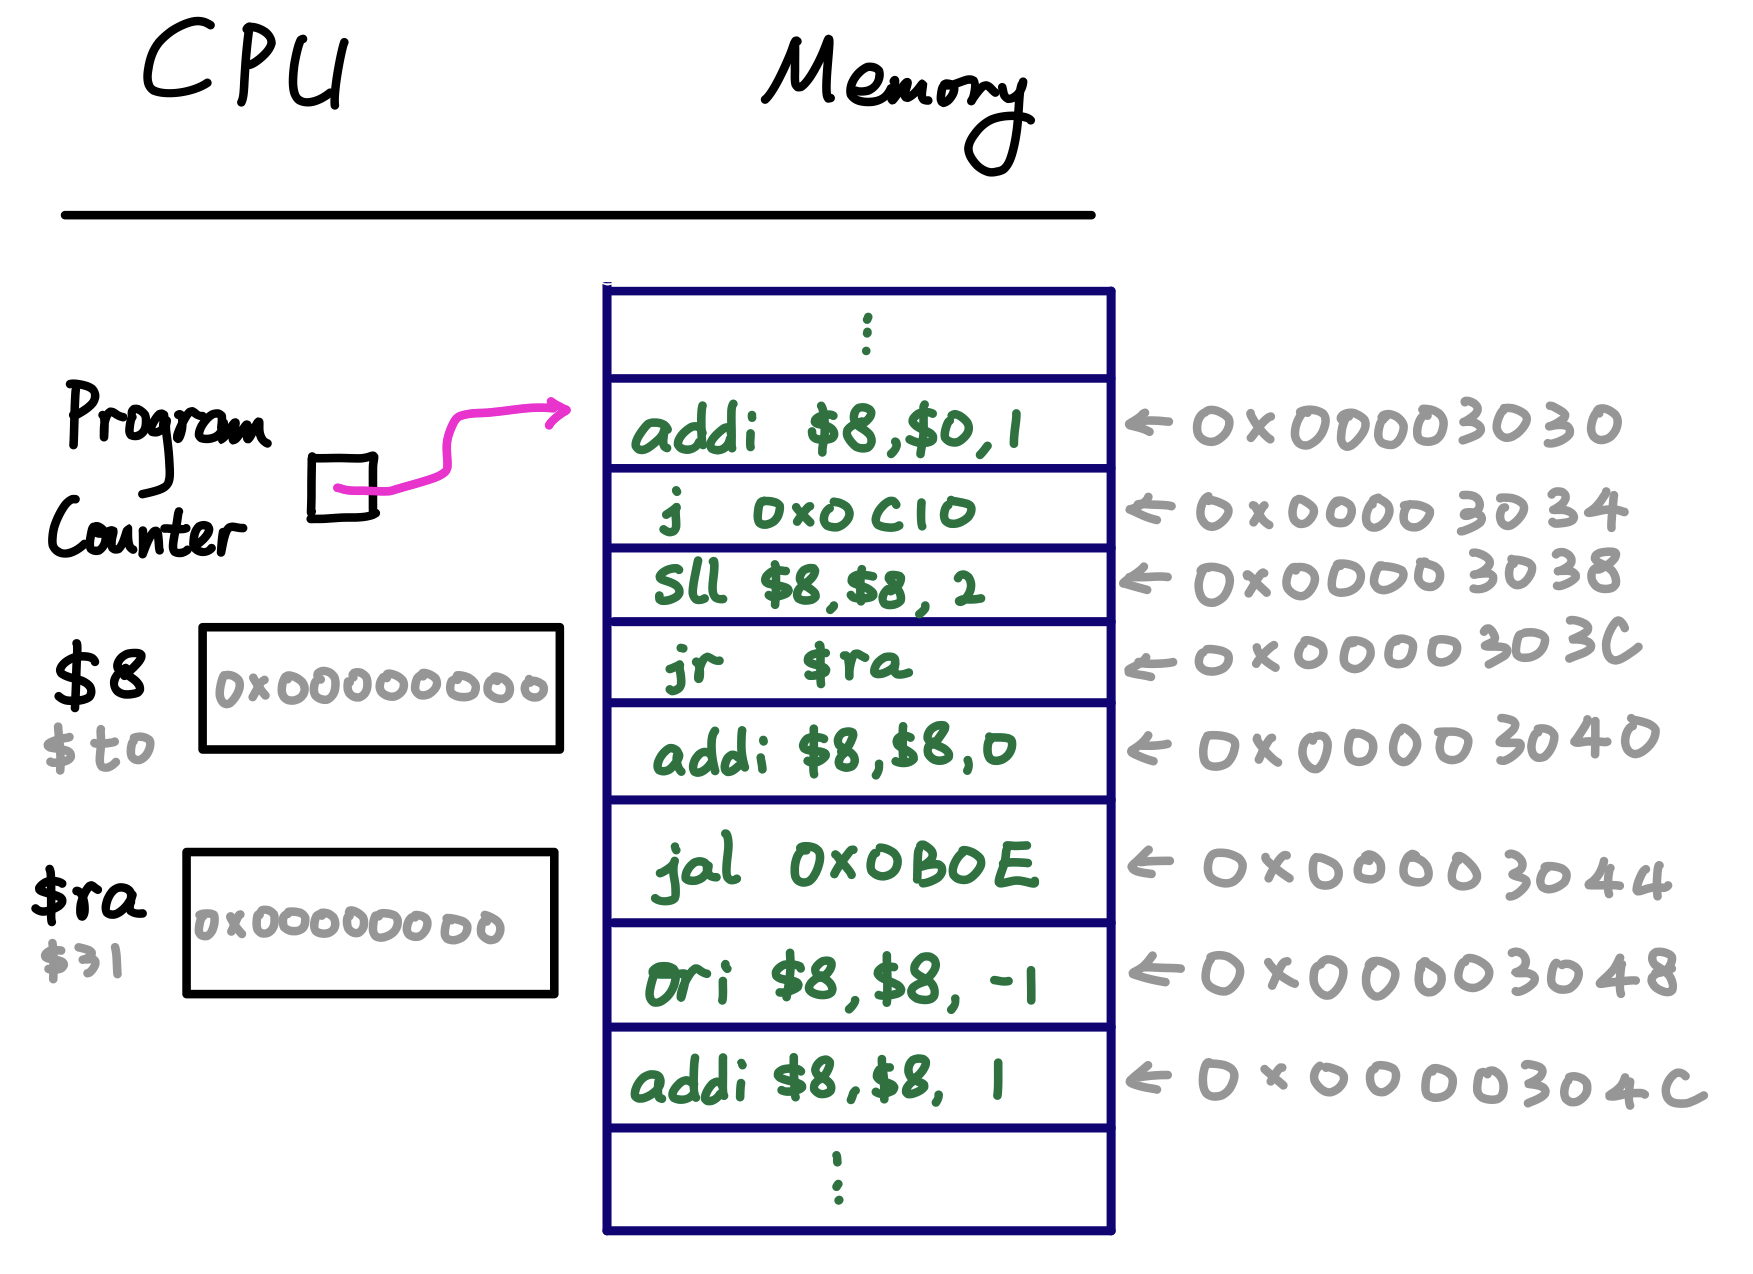 CPU Memory
⋮
addi $8,$0,1 ← 0x00003030
Program
Counter
j 0x0C10 ← 0x00003034
sll $8,$8,2 ← 0x00003038
$8 0x00000000
$t0
jr $ra ← 0x0000303C
addi $8,$8,0 ← 0x00003040
$ra 0x00000000
$31
jal 0x0B0E ← 0x00003044
ori $8,$8,-1 ← 0x00003048
addi $8,$8, 1 ← 0x0000304C
⋮